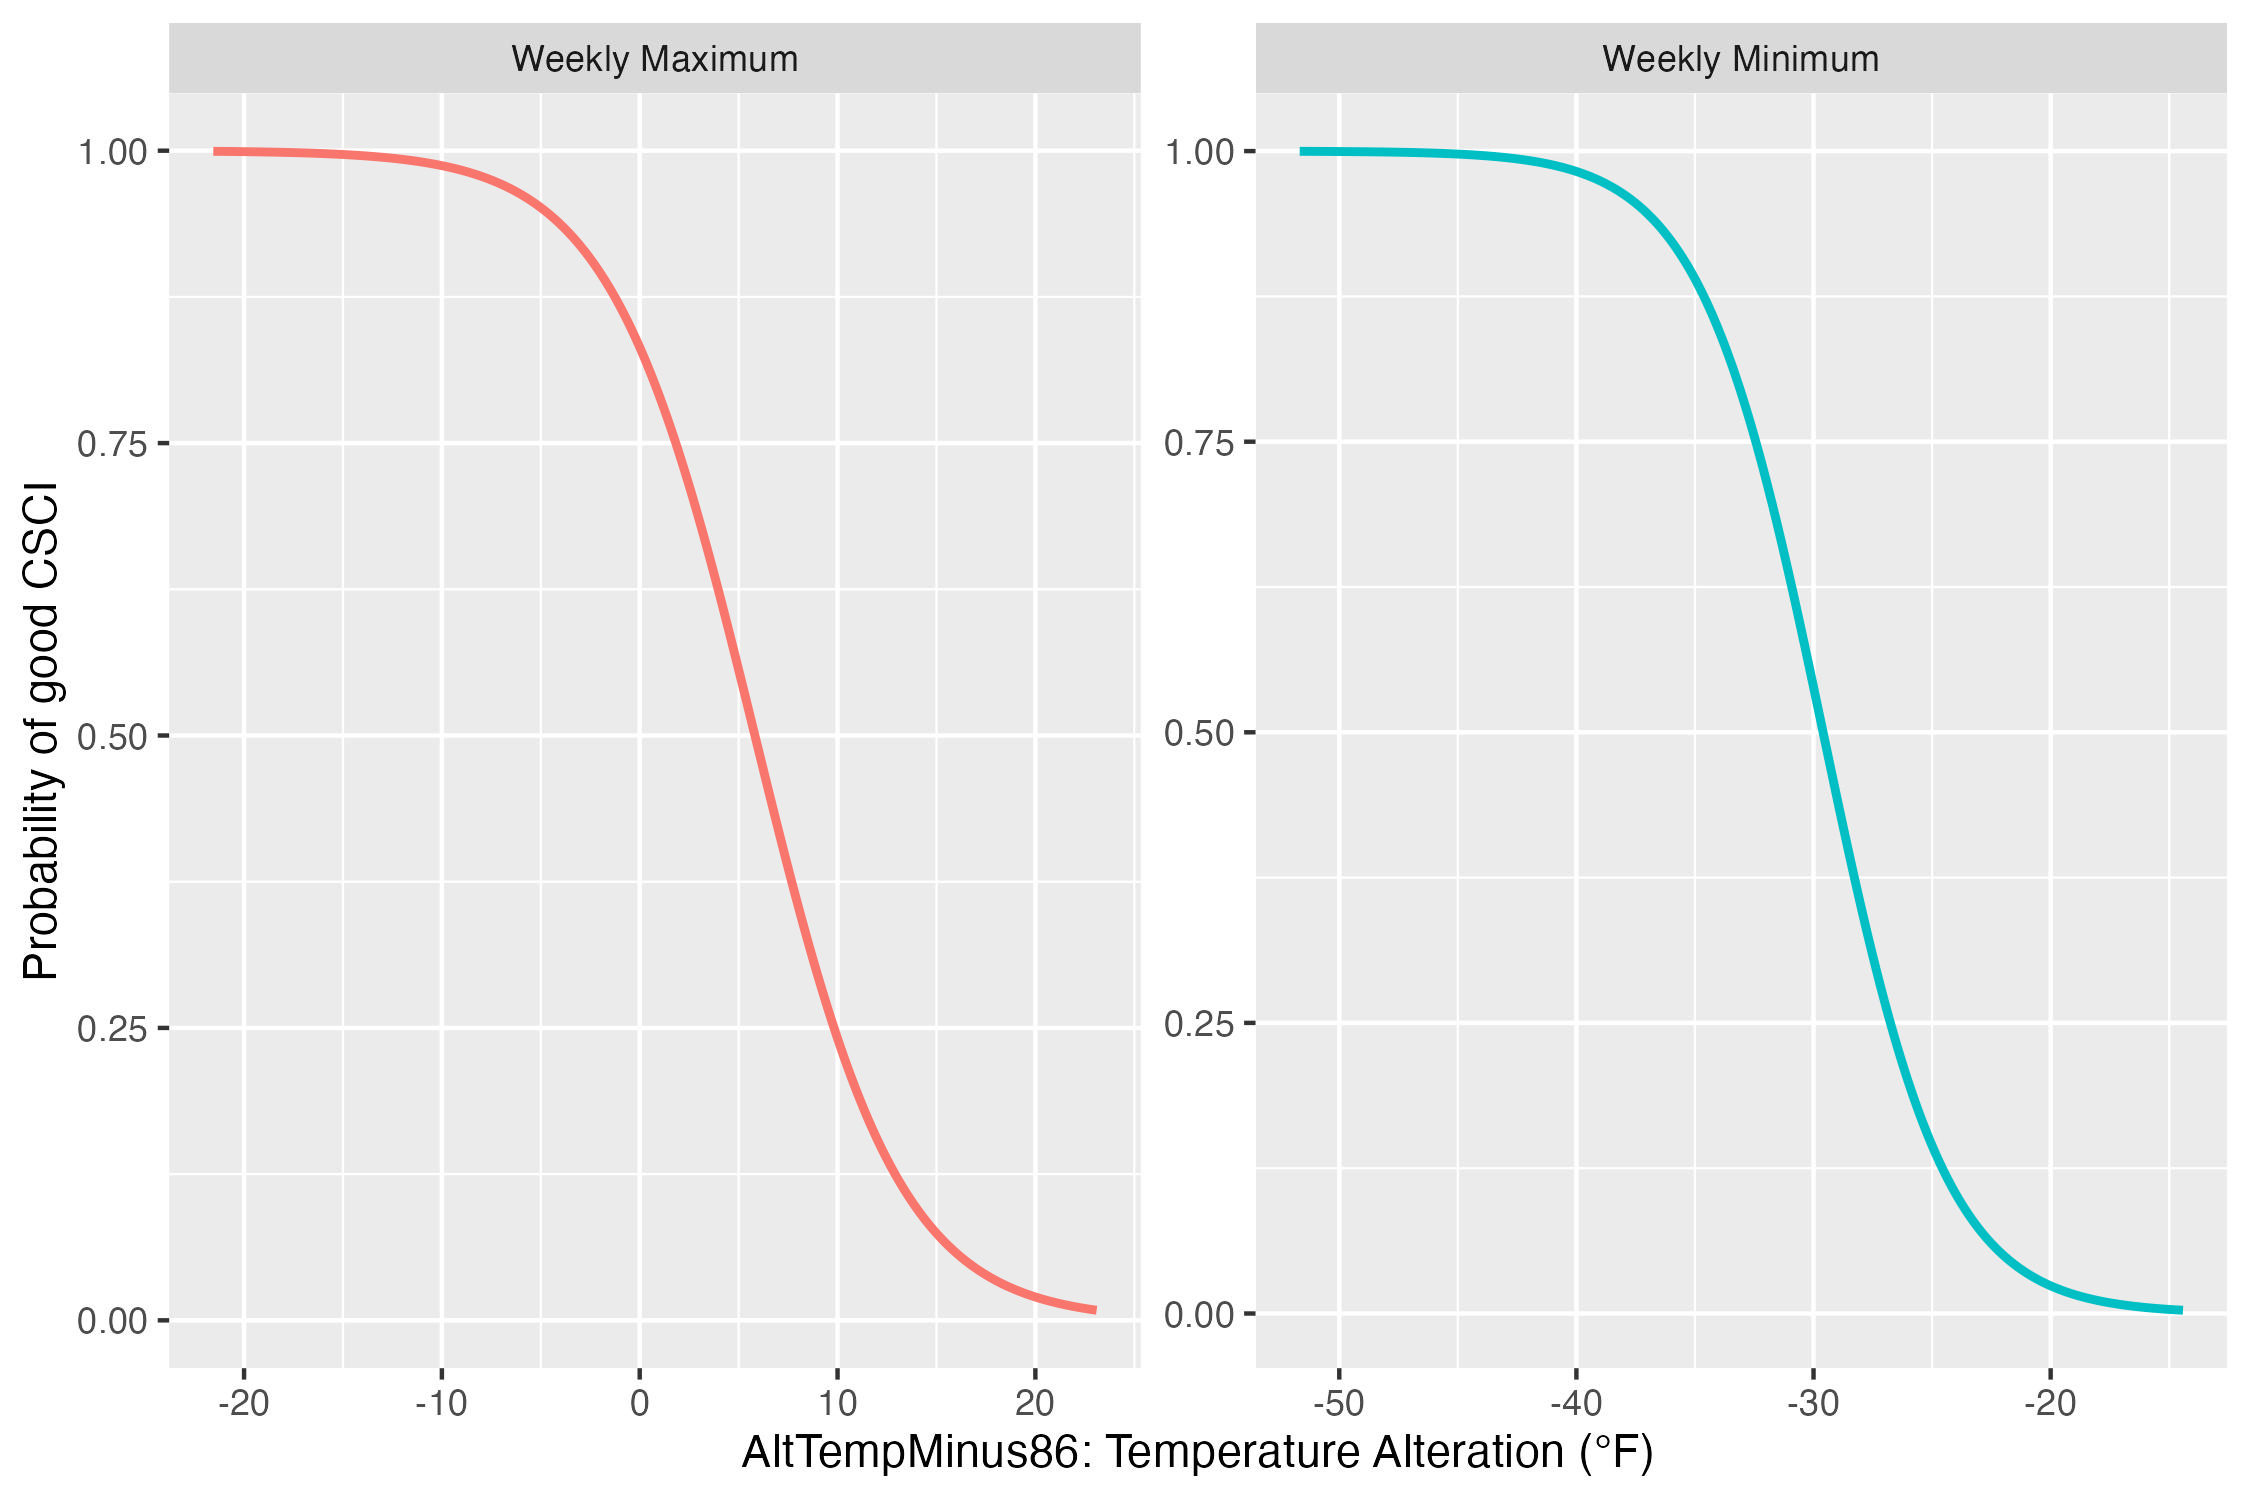 Weekly Maximum
Weekly Minimum
Probability of good CSCI
1.00
0.75
0.50
0.25
0.00
1.00
0.75
0.50
0.25
0.00
-20 -10 0 10 20
-50 -40 -30 -20
AltTempMinus86: Temperature Alteration (°F)